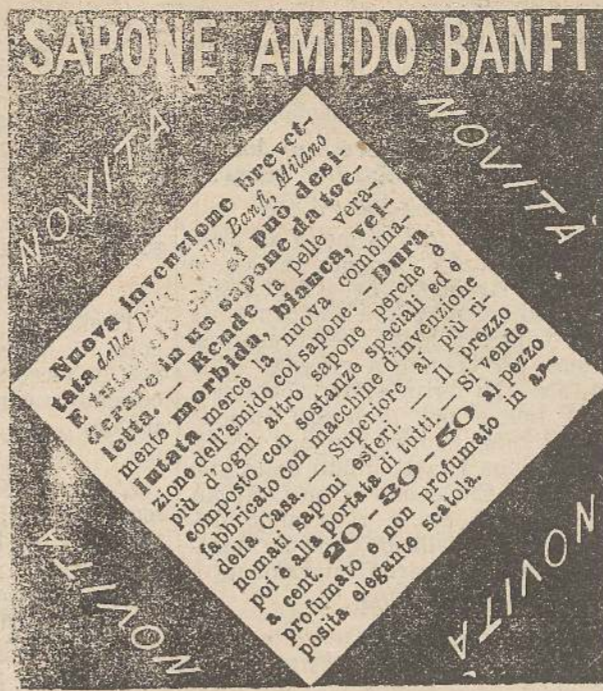 SAPONE AMIDO BANFI
NOVITÀ
NOVITÀ
Nuova invenzione brevet-
tata della Ditta Achille Banfi, Milano
È tutto ciò che si può desi-
derare in un sapone da toe-
letta. — Rende la pelle vera-
mente morbida, bianca, vel-
lutata mercè la nuova combina-
zione dell'amido col sapone. — Dura
più d'ogni altro sapone perchè è
composto con sostanze speciali ed è
fabbricato con macchine d'invenzione
della Casa. — Superiore ai più ri-
nomati saponi esteri. — Il prezzo
poi è alla portata di tutti. — Si vende
a cent. 20-30-50 al pezzo
profumato e non profumato in ap-
posita elegante scatola.
NOVITÀ
NOVITÀ